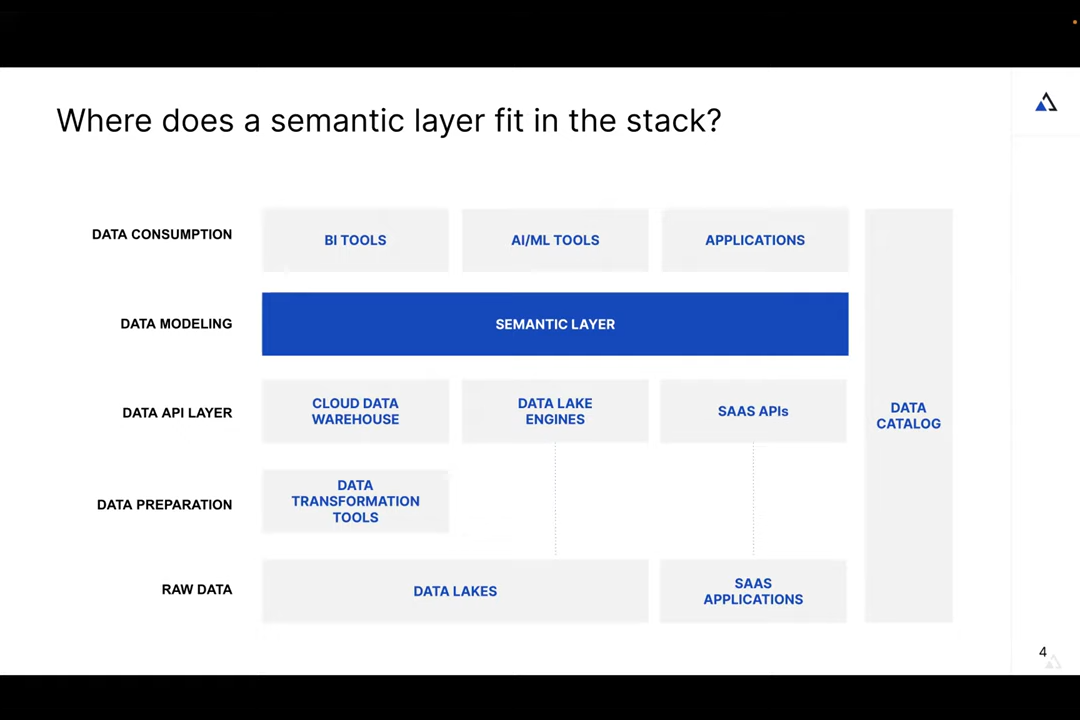 Where does a semantic layer fit in the stack?
DATA CONSUMPTION
BI TOOLS
AI/ML TOOLS
APPLICATIONS
DATA MODELING
SEMANTIC LAYER
DATA API LAYER
CLOUD DATA
WAREHOUSE
DATA LAKE
ENGINES
SAAS APIs
DATA
CATALOG
DATA PREPARATION
DATA
TRANSFORMATION
TOOLS
RAW DATA
DATA LAKES
SAAS
APPLICATIONS
4